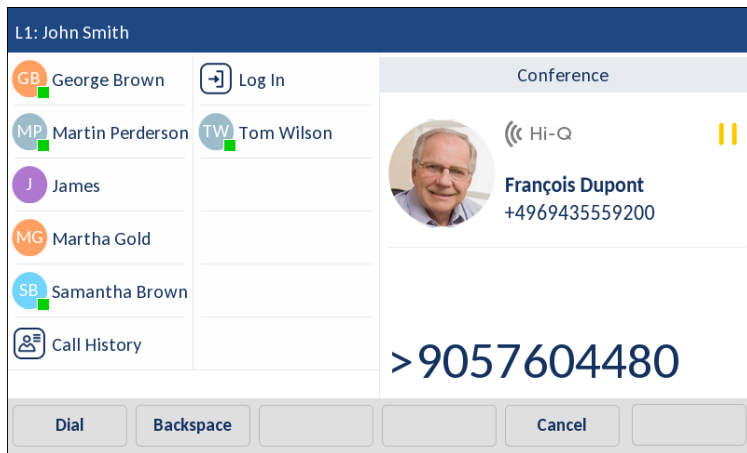 L1: John Smith
GB George Brown
MP Martin Perderson
J James
MG Martha Gold
SB Samantha Brown
Call History
Log In
TW Tom Wilson
Conference
Hi-Q
François Dupont
+4969435559200
>9057604480
Dial
Backspace
Cancel